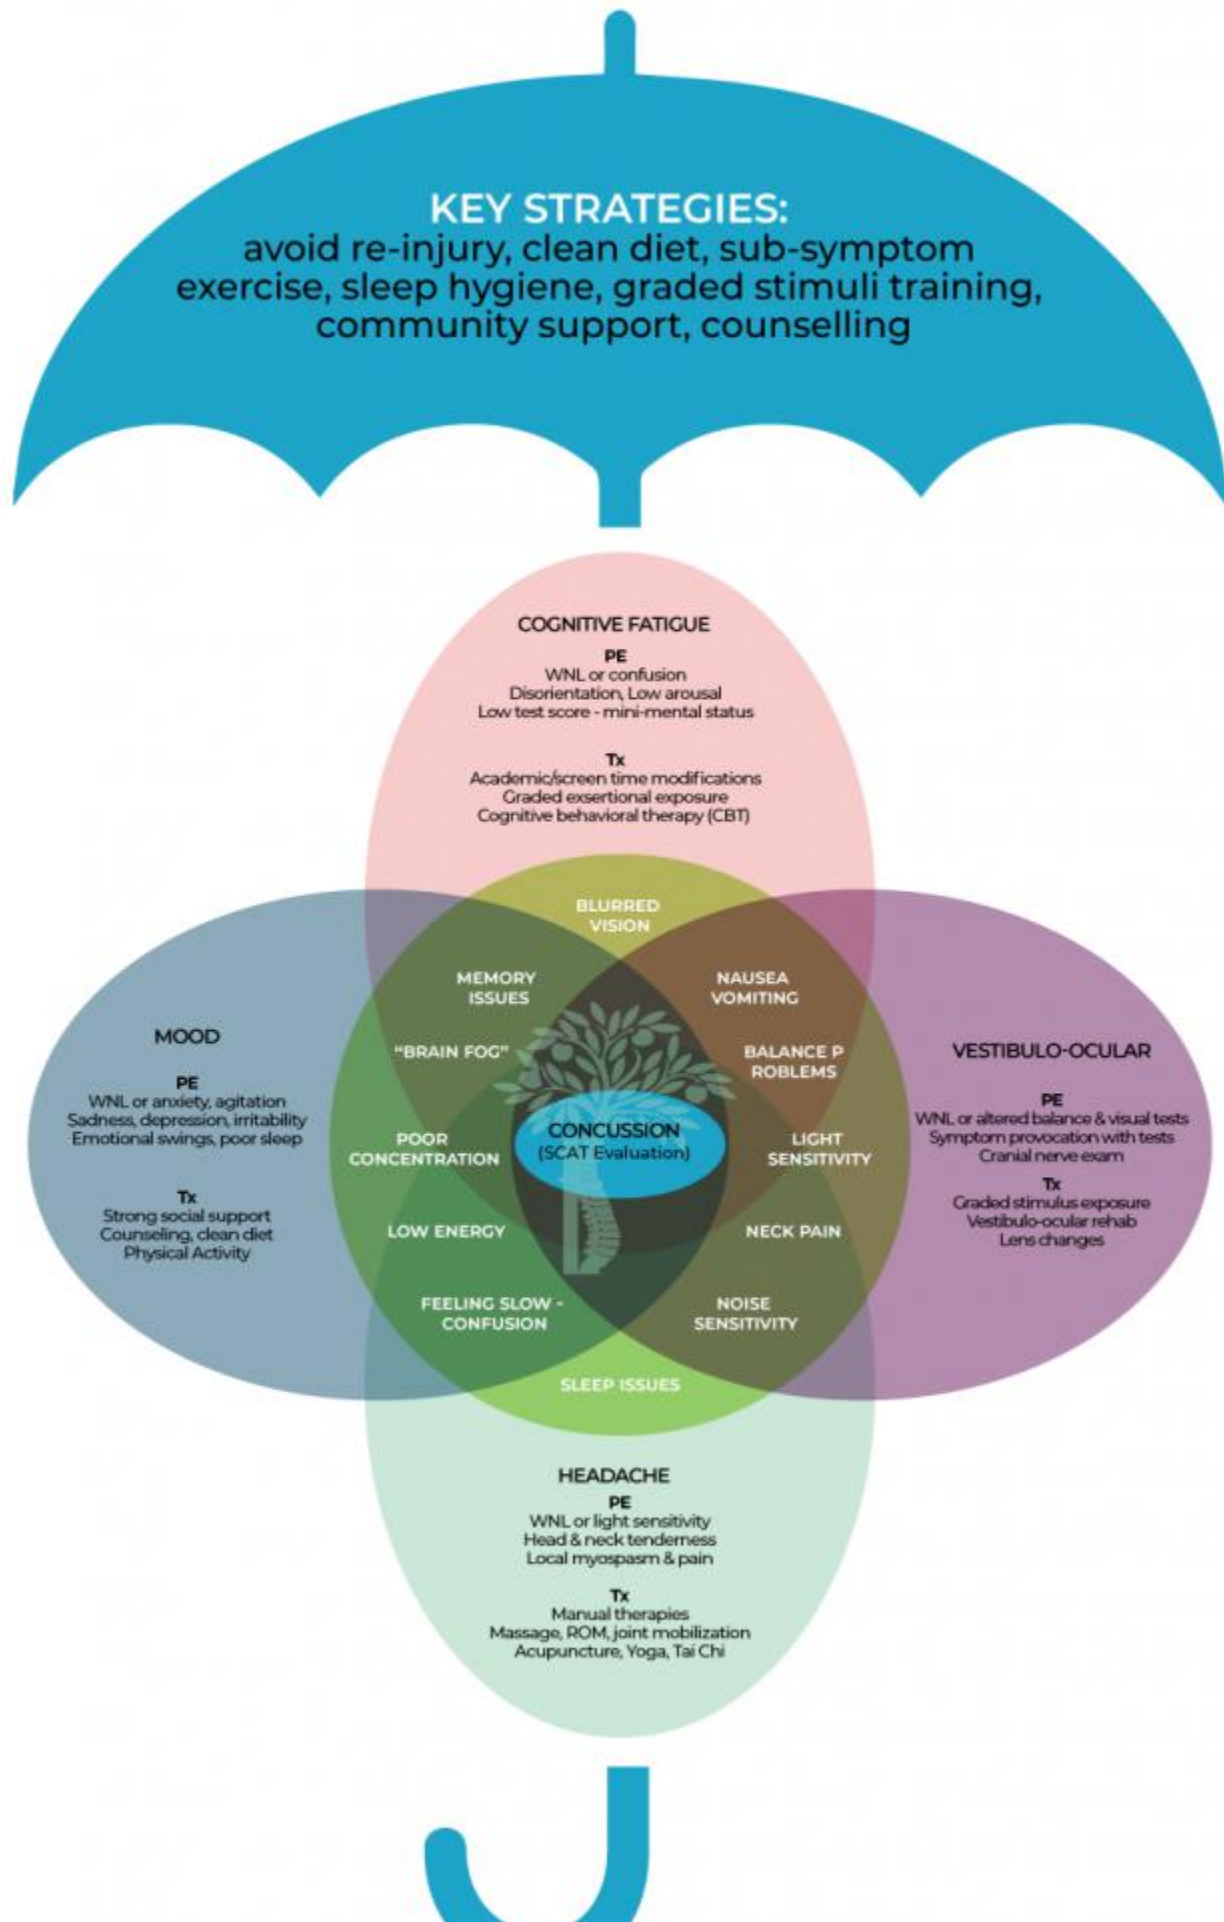 KEY STRATEGIES:
avoid re-injury, clean diet, sub-symptom
exercise, sleep hygiene, graded stimuli training,
community support, counselling
COGNITIVE FATIGUE
PE
WNL or confusion
Disorientation, Low arousal
Low test score - mini-mental status
Tx
Academic/screen time modifications
Graded exsertional exposure
Cognitive behavioral therapy (CBT)
BLURRED
VISION
MEMORY
ISSUES
NAUSEA
VOMITING
"BRAIN FOG"
BALANCE P
ROBLEMS
MOOD
PE
WNL or anxiety, agitation
Sadness, depression, irritability
Emotional swings, poor sleep
Tx
Strong social support
Counseling, clean diet
Physical Activity
POOR
CONCENTRATION
CONCUSSION
(SCAT Evaluation)
LIGHT
SENSITIVITY
VESTIBULO-OCULAR
PE
WNL or altered balance & visual tests
Symptom provocation with tests
Cranial nerve exam
Tx
Graded stimulus exposure
Vestibulo-ocular rehab
Lens changes
LOW ENERGY
NECK PAIN
FEELING SLOW -
CONFUSION
NOISE
SENSITIVITY
SLEEP ISSUES
HEADACHE
PE
WNL or light sensitivity
Head & neck tenderness
Local myospasm & pain
Tx
Manual therapies
Massage, ROM, joint mobilization
Acupuncture, Yoga, Tai Chi